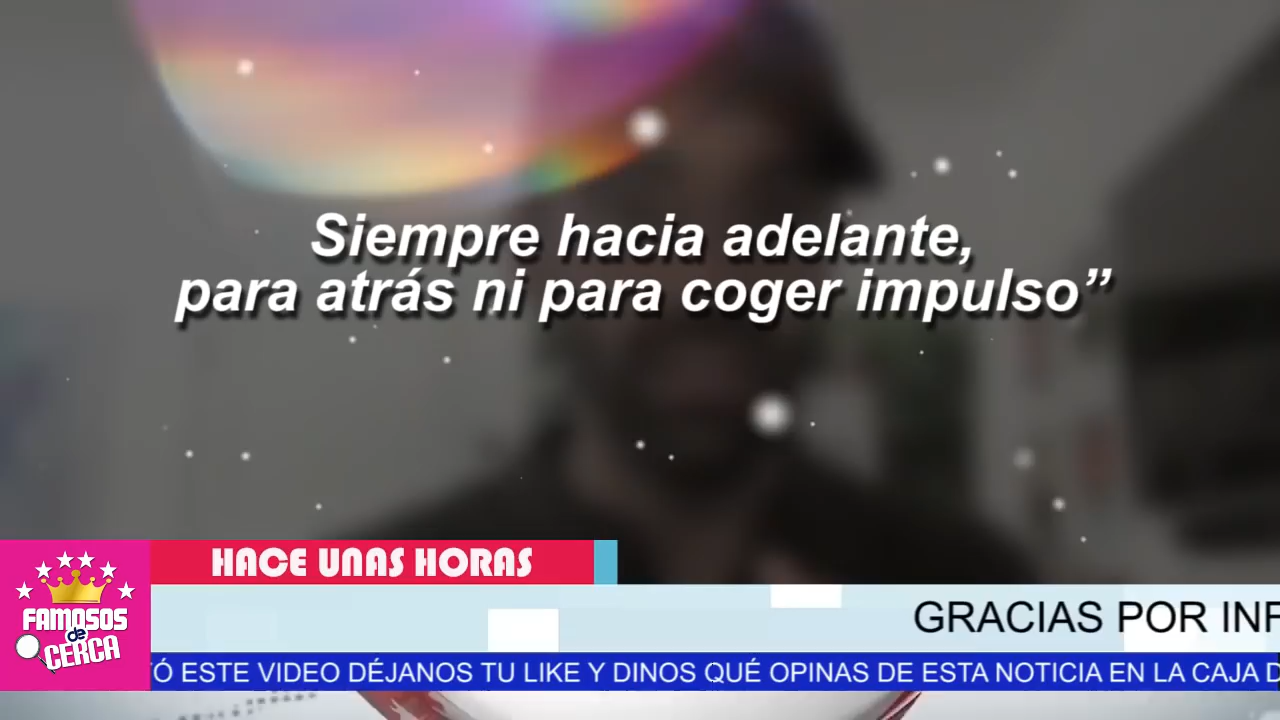 Siempre hacia adelante,
para atrás ni para coger impulso”
HACE UNAS HORAS
FAMOSOS
de
CERCA
GRACIAS POR INF
TÓ ESTE VIDEO DÉJANOS TU LIKE Y DINOS QUÉ OPINAS DE ESTA NOTICIA EN LA CAJA D